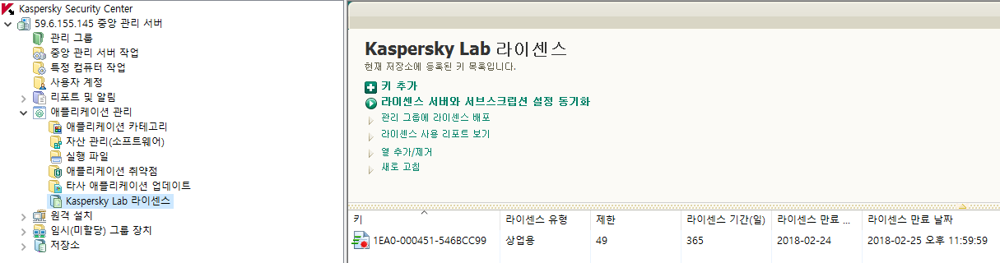 Kaspersky Security Center
59.6.155.145 중앙 관리 서버
관리 그룹
중앙 관리 서버 작업
특정 컴퓨터 작업
사용자 계정
리포트 및 알림
애플리케이션 관리
애플리케이션 카테고리
자산 관리(소프트웨어)
실행 파일
애플리케이션 취약점
타사 애플리케이션 업데이트
Kaspersky Lab 라이센스
원격 설치
임시(미할당) 그룹 장치
저장소
Kaspersky Lab 라이센스
현재 저장소에 등록된 키 목록입니다.
키 추가
라이센스 서버와 서브스크립션 설정 동기화
관리 그룹에 라이센스 배포
라이센스 사용 리포트 보기
열 추가/제거
새로 고침
키 라이센스 유형 제한 라이센스 기간(일) 라이센스 만료 ... 라이센스 만료 날짜
1EA0-000451-546BCC99 상업용 49 365 2018-02-24 2018-02-25 오후 11:59:59